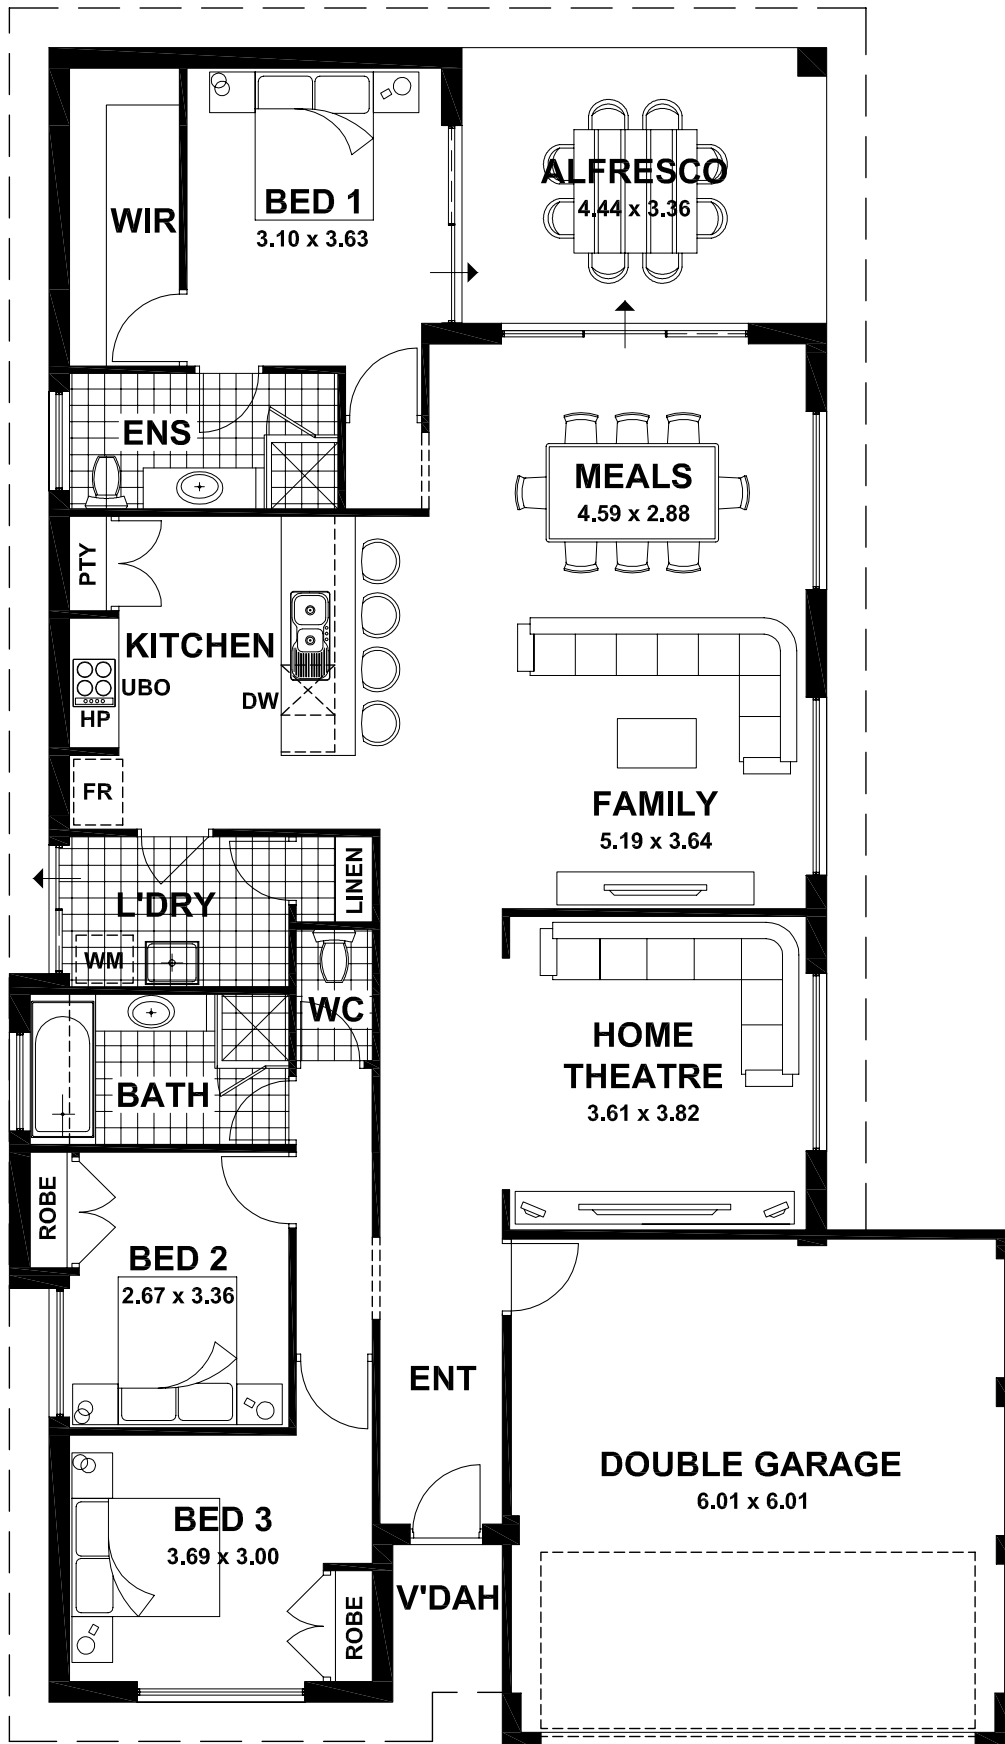 ALFRESCO
4.44 x 3.36
WIR
BED 1
3.10 x 3.63
ENS
MEALS
4.59 x 2.88
PTY
KITCHEN
UBO
HP
DW
FR
FAMILY
5.19 x 3.64
L'DRY
LINEN
WM
WC
HOME
THEATRE
3.61 x 3.82
BATH
ROBE
BED 2
2.67 x 3.36
ENT
DOUBLE GARAGE
6.01 x 6.01
BED 3
3.69 x 3.00
ROBE
V'DAH